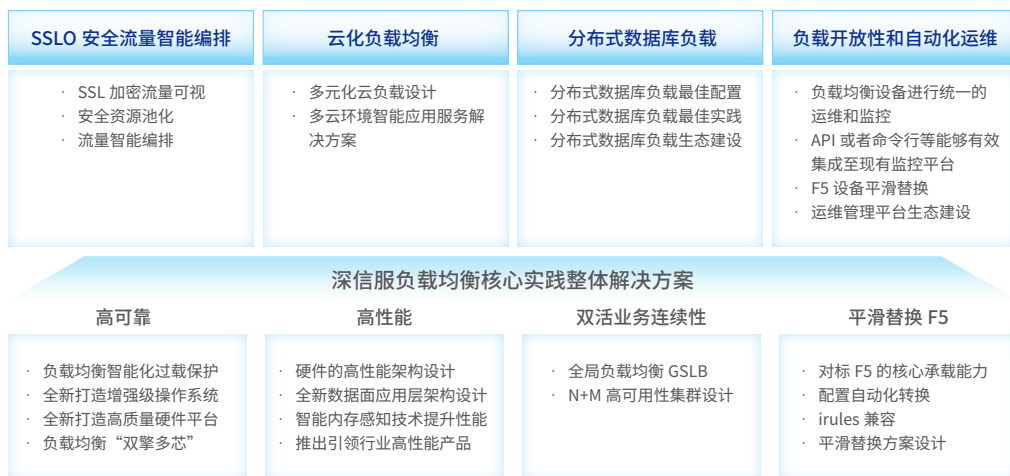 SSLO 安全流量智能编排
· SSL 加密流量可视
· 安全资源池化
· 流量智能编排
云化负载均衡
· 多元化云负载设计
· 多云环境智能应用服务解
决方案
分布式数据库负载
· 分布式数据库负载最佳配置
· 分布式数据库负载最佳实践
· 分布式数据库负载生态建设
负载开放性和自动化运维
· 负载均衡设备进行统一的
运维和监控
· API 或者命令行等能够有效
集成至现有监控平台
· F5 设备平滑替换
· 运维管理平台生态建设
深信服负载均衡核心实践整体解决方案
高可靠
· 负载均衡智能化过载保护
· 全新打造增强级操作系统
· 全新打造高质量硬件平台
· 负载均衡“双擎多芯”
高性能
· 硬件的高性能架构设计
· 全新数据面应用层架构设计
· 智能内存感知技术提升性能
· 推出引领行业高性能产品
双活业务连续性
· 全局负载均衡 GSLB
· N+M 高可用性集群设计
平滑替换 F5
· 对标 F5 的核心承载能力
· 配置自动化转换
· irules 兼容
· 平滑替换方案设计